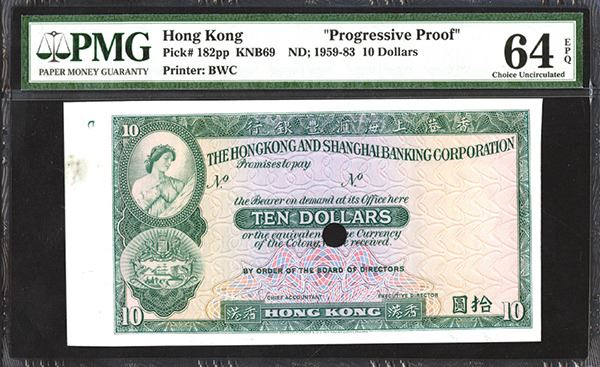 PMG
PAPER MONEY GUARANTY
Hong Kong "Progressive Proof"
Pick# 182pp KNB69 ND; 1959-83 10 Dollars
Printer: BWC
64 EPQ
Choice Uncirculated
10
香港上海滙豐銀行
THE HONGKONG AND SHANGHAI BANKING CORPORATION
Promises to pay
No No
the Bearer on demand at its Office here
TEN DOLLARS
or the equivalent the Currency
of the Colony, received.
BY ORDER OF THE BOARD OF DIRECTORS
CHIEF ACCOUNTANT EXECUTIVE DIRECTOR
10 香港 HONG KONG 香港 拾圓 10